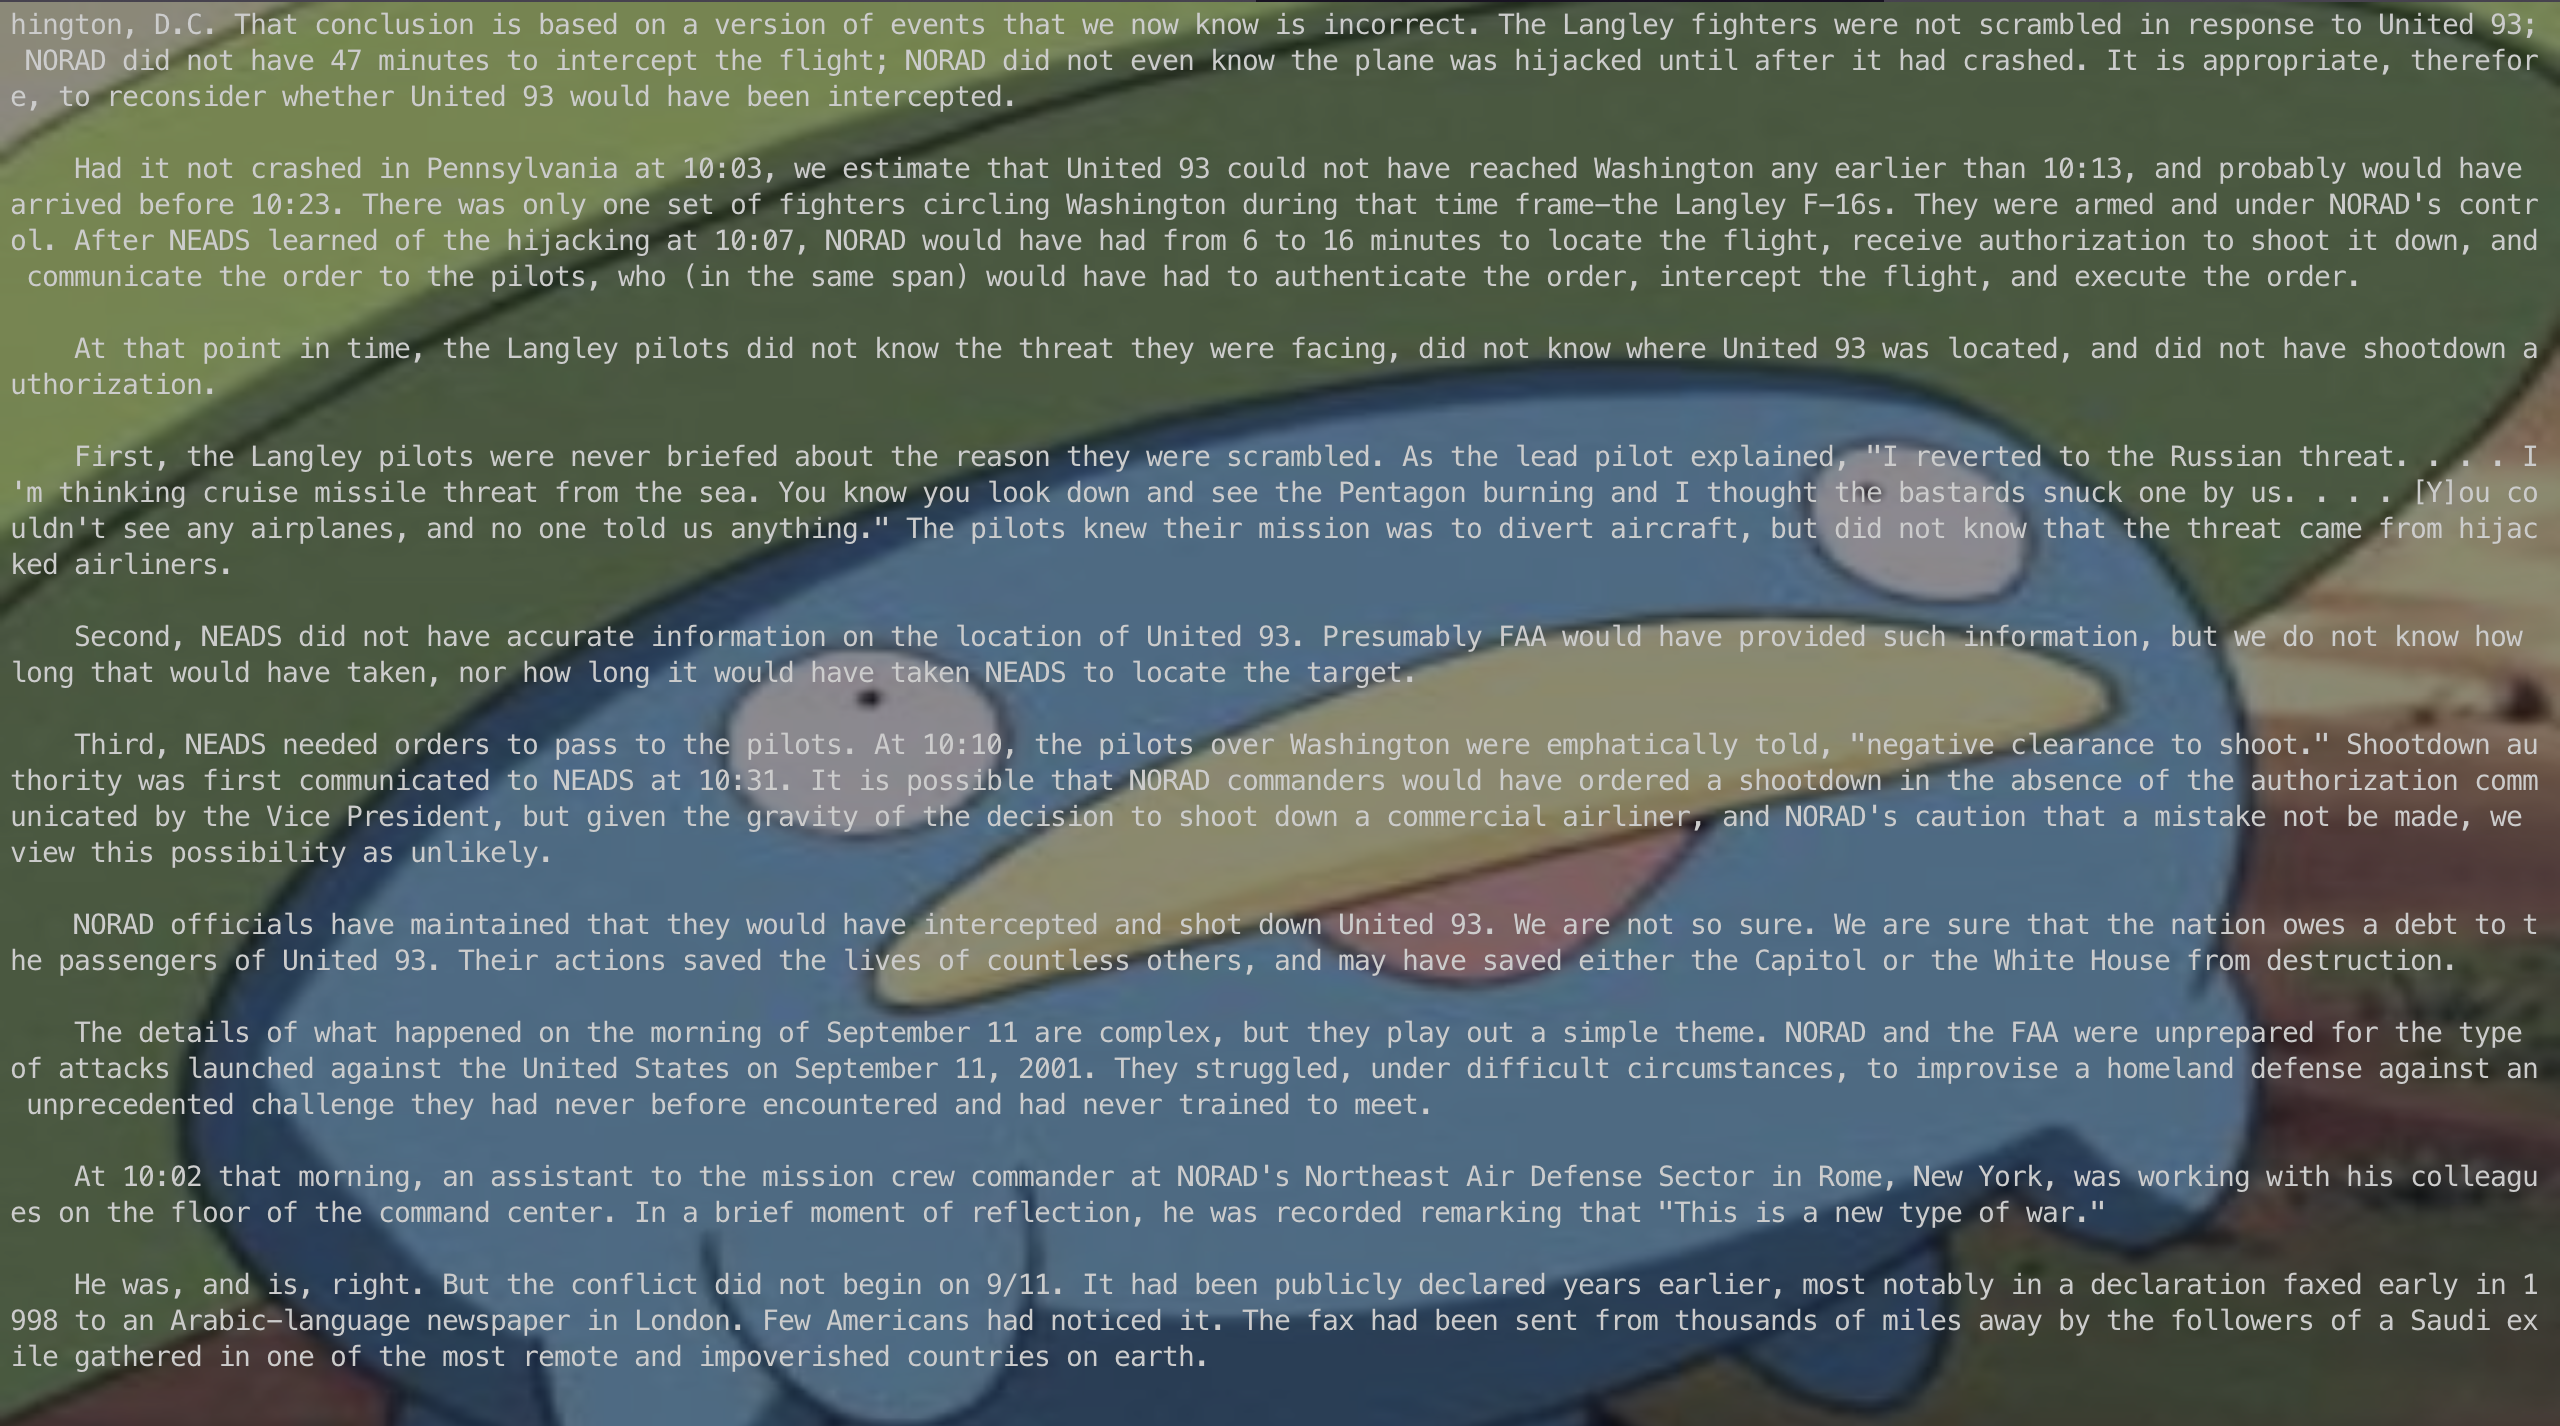 hington, D.C. That conclusion is based on a version of events that we now know is incorrect. The Langley fighters were not scrambled in response to United 93;
 NORAD did not have 47 minutes to intercept the flight; NORAD did not even know the plane was hijacked until after it had crashed. It is appropriate, therefor
e, to reconsider whether United 93 would have been intercepted.

    Had it not crashed in Pennsylvania at 10:03, we estimate that United 93 could not have reached Washington any earlier than 10:13, and probably would have
arrived before 10:23. There was only one set of fighters circling Washington during that time frame—the Langley F—16s. They were armed and under NORAD's contr
ol. After NEADS learned of the hijacking at 10:07, NORAD would have had from 6 to 16 minutes to locate the flight, receive authorization to shoot it down, and
 communicate the order to the pilots, who (in the same span) would have had to authenticate the order, intercept the flight, and execute the order.

    At that point in time, the Langley pilots did not know the threat they were facing, did not know where United 93 was located, and did not have shootdown a
uthorization.

    First, the Langley pilots were never briefed about the reason they were scrambled. As the lead pilot explained, "I reverted to the Russian threat. . . . I
'm thinking cruise missile threat from the sea. You know you look down and see the Pentagon burning and I thought the bastards snuck one by us. . . . [Y]ou co
uldn't see any airplanes, and no one told us anything." The pilots knew their mission was to divert aircraft, but did not know that the threat came from hijac
ked airliners.

    Second, NEADS did not have accurate information on the location of United 93. Presumably FAA would have provided such information, but we do not know how
long that would have taken, nor how long it would have taken NEADS to locate the target.

    Third, NEADS needed orders to pass to the pilots. At 10:10, the pilots over Washington were emphatically told, "negative clearance to shoot." Shootdown au
thority was first communicated to NEADS at 10:31. It is possible that NORAD commanders would have ordered a shootdown in the absence of the authorization comm
unicated by the Vice President, but given the gravity of the decision to shoot down a commercial airliner, and NORAD's caution that a mistake not be made, we
view this possibility as unlikely.

    NORAD officials have maintained that they would have intercepted and shot down United 93. We are not so sure. We are sure that the nation owes a debt to t
he passengers of United 93. Their actions saved the lives of countless others, and may have saved either the Capitol or the White House from destruction.

    The details of what happened on the morning of September 11 are complex, but they play out a simple theme. NORAD and the FAA were unprepared for the type
of attacks launched against the United States on September 11, 2001. They struggled, under difficult circumstances, to improvise a homeland defense against an
 unprecedented challenge they had never before encountered and had never trained to meet.

    At 10:02 that morning, an assistant to the mission crew commander at NORAD's Northeast Air Defense Sector in Rome, New York, was working with his colleagu
es on the floor of the command center. In a brief moment of reflection, he was recorded remarking that "This is a new type of war."

    He was, and is, right. But the conflict did not begin on 9/11. It had been publicly declared years earlier, most notably in a declaration faxed early in 1
998 to an Arabic—language newspaper in London. Few Americans had noticed it. The fax had been sent from thousands of miles away by the followers of a Saudi ex
ile gathered in one of the most remote and impoverished countries on earth.